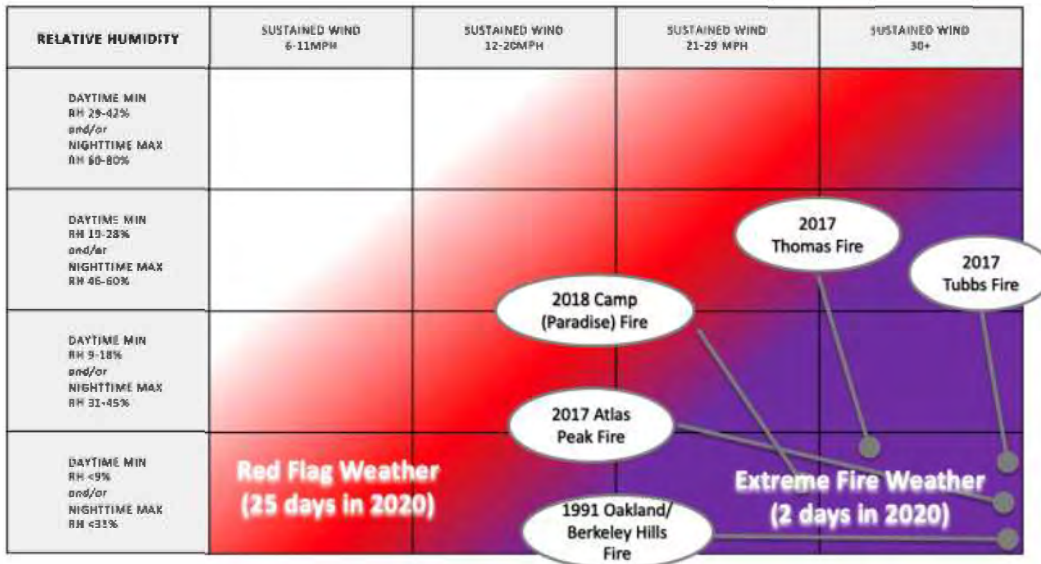 RELATIVE HUMIDITY
SUSTAINED WIND
6-11MPH
SUSTAINED WIND
12-20MPH
SUSTAINED WIND
21-29 MPH
SUSTAINED WIND
30+
DAYTIME MIN
RH 29-42%
and/or
NIGHTTIME MAX
RH 60-80%
DAYTIME MIN
RH 19-28%
and/or
NIGHTTIME MAX
RH 46-60%
DAYTIME MIN
RH 9-18%
and/or
NIGHTTIME MAX
RH 31-45%
DAYTIME MIN
RH <9%
and/or
NIGHTTIME MAX
RH <31%
2017
Thomas Fire
2017
Tubbs Fire
2018 Camp
(Paradise) Fire
2017 Atlas
Peak Fire
Red Flag Weather
(25 days in 2020)
Extreme Fire Weather
(2 days in 2020)
1991 Oakland/
Berkeley Hills
Fire